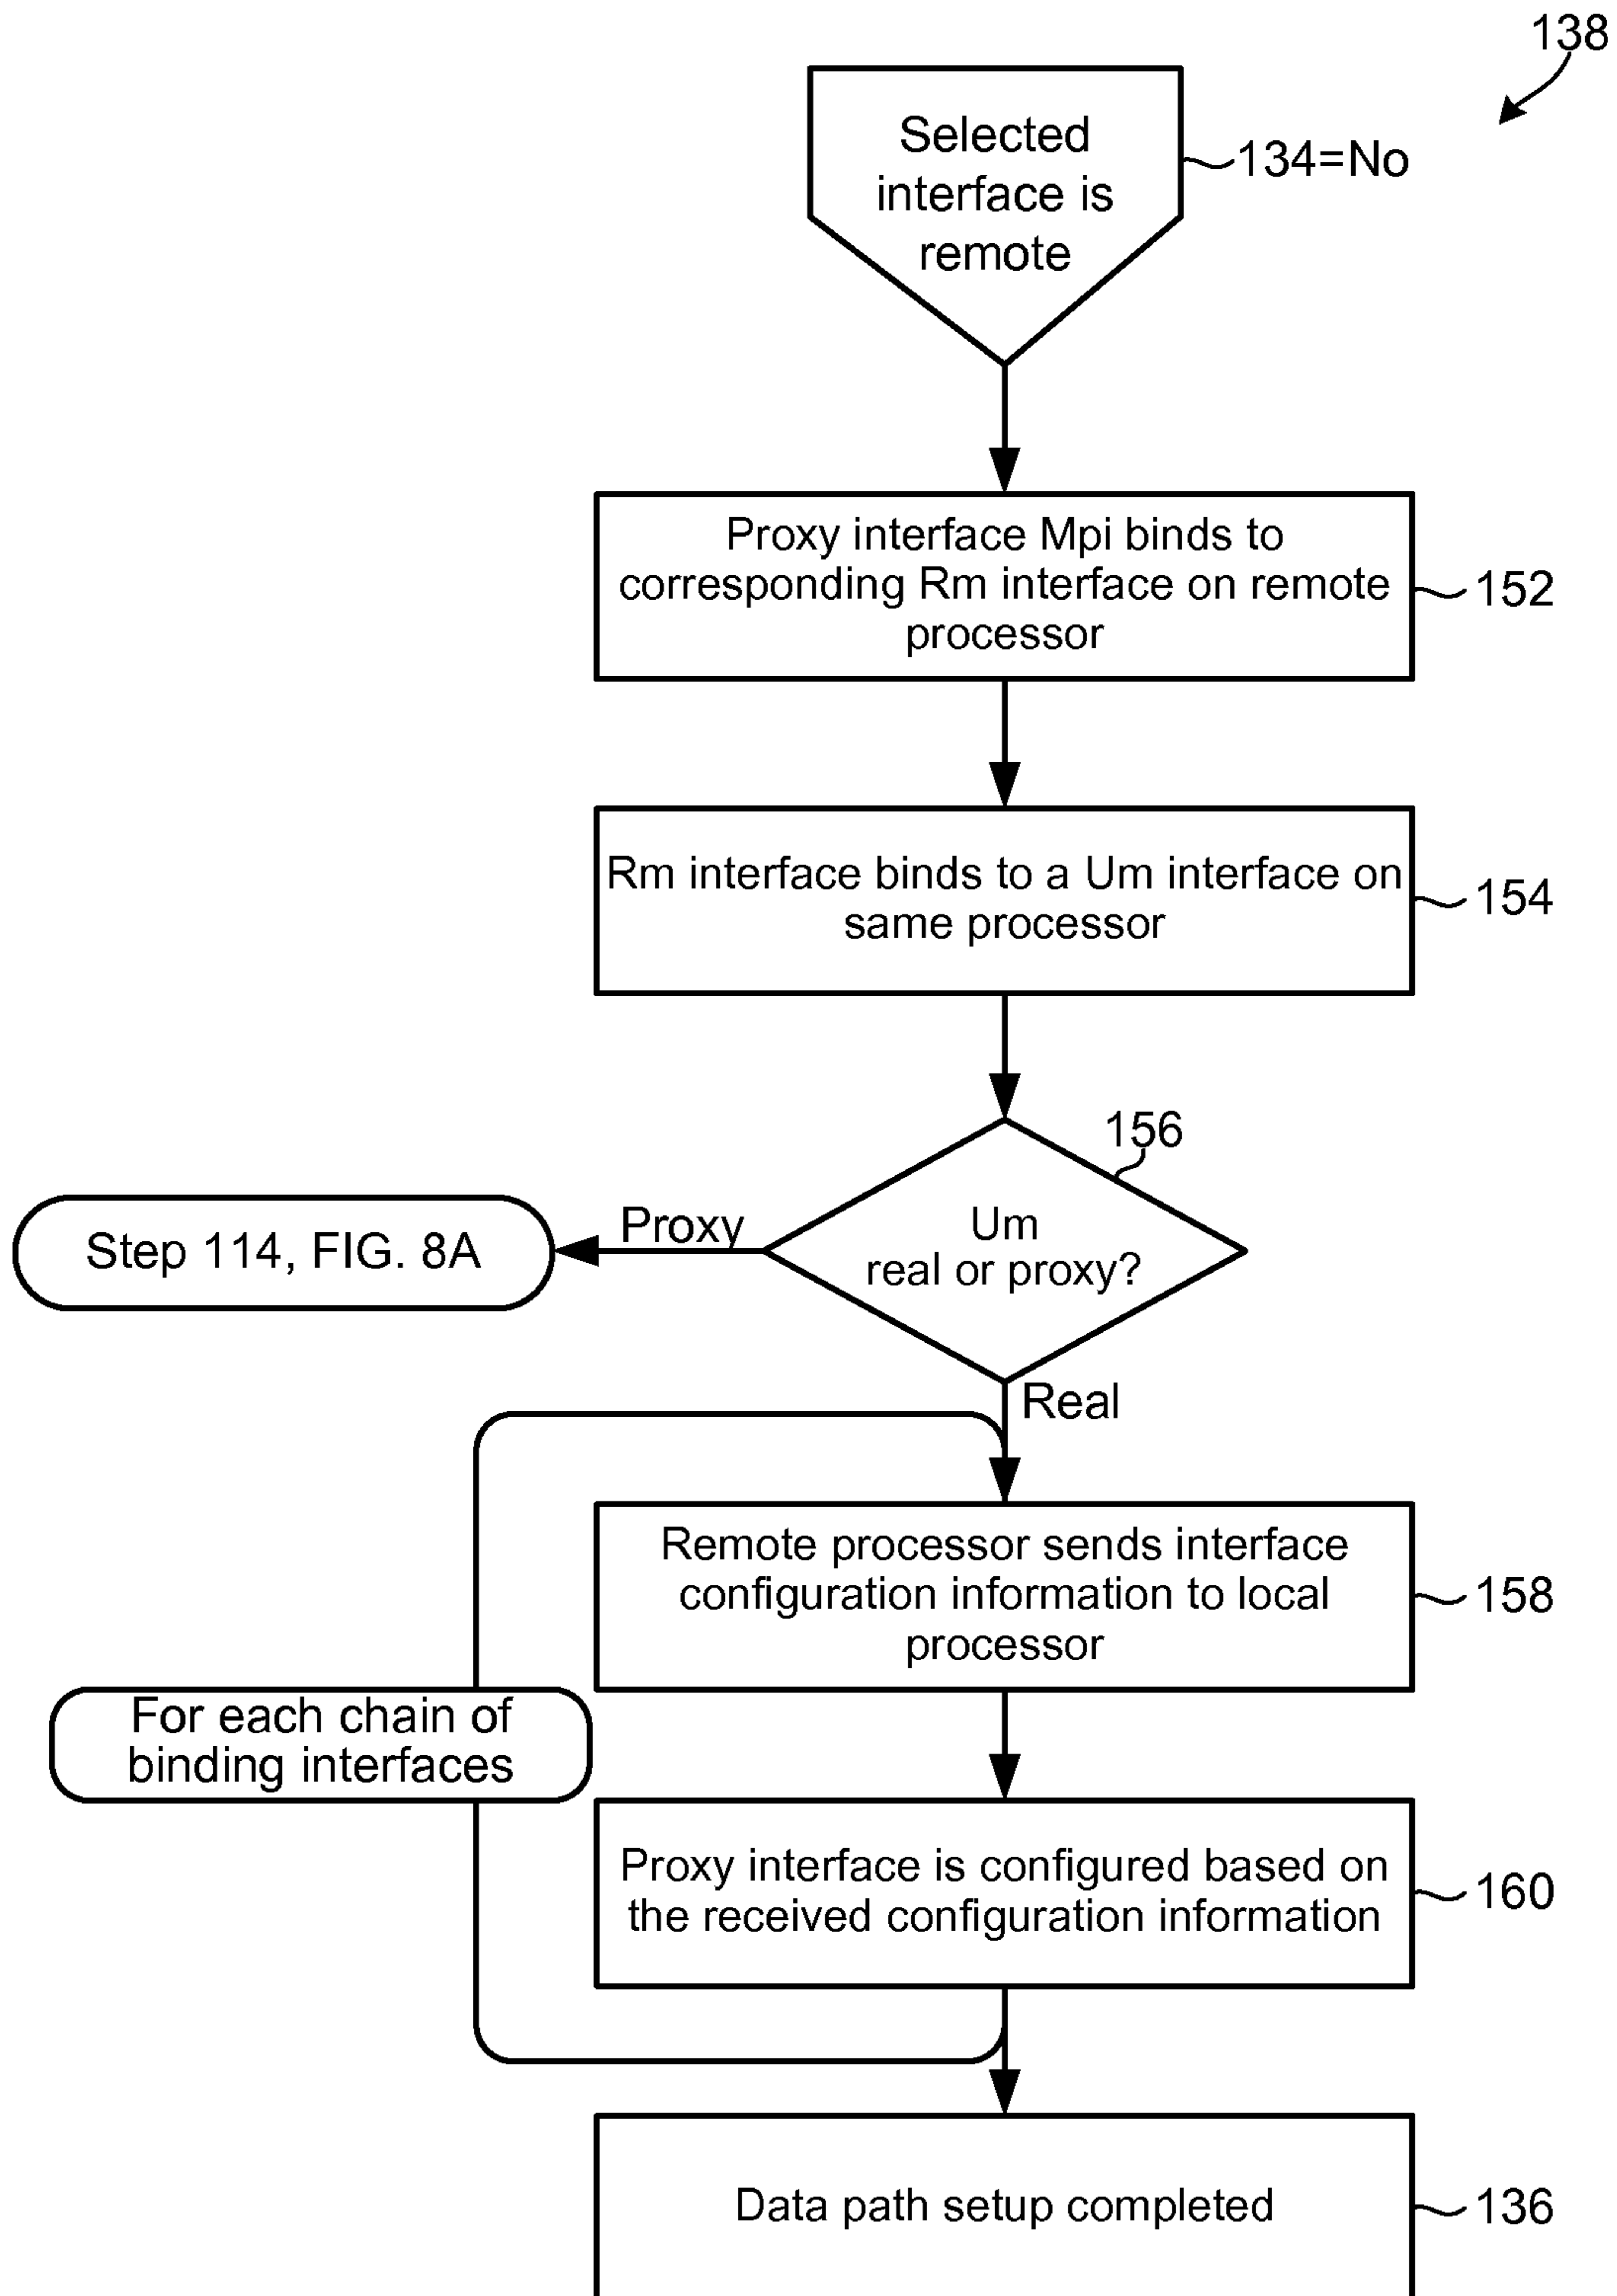 138
Selected
interface is
remote
134=No
Proxy interface Mpi binds to
corresponding Rm interface on remote
processor
152
Rm interface binds to a Um interface on
same processor
154
156
Um
real or proxy?
Proxy
Step 114, FIG. 8A
Real
Remote processor sends interface
configuration information to local
processor
158
For each chain of
binding interfaces
Proxy interface is configured based on
the received configuration information
160
Data path setup completed
136